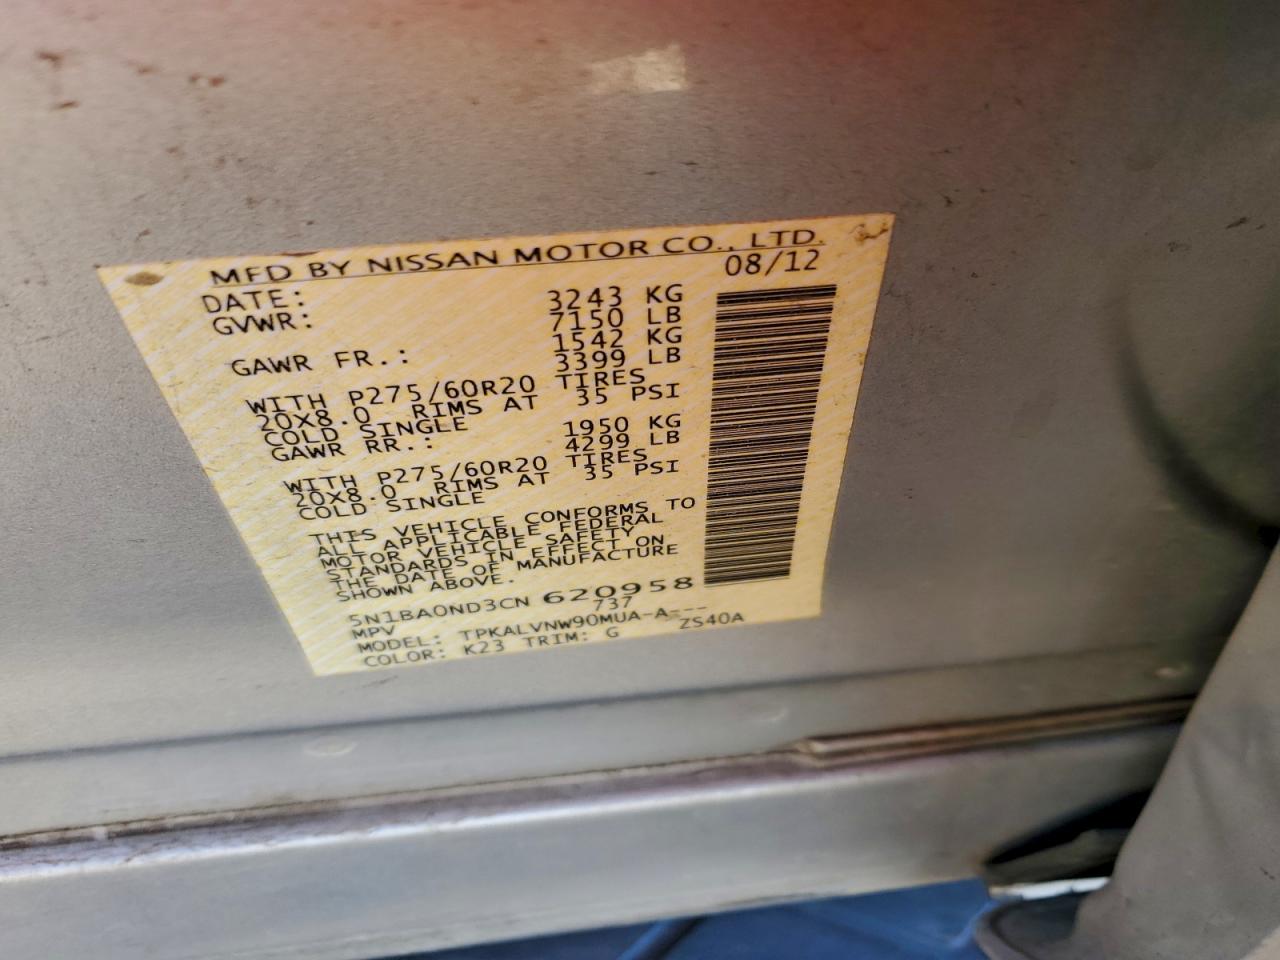 MFD BY NISSAN MOTOR CO., LTD.
DATE: 08/12
GVWR: 3243 KG
7150 LB
GAWR FR.: 1542 KG
3399 LB
WITH P275/60R20 TIRES
20X8.0 RIMS AT 35 PSI
COLD SINGLE
GAWR RR.: 1950 KG
4299 LB
WITH P275/60R20 TIRES
20X8.0 RIMS AT 35 PSI
COLD SINGLE
THIS VEHICLE CONFORMS TO
ALL APPLICABLE FEDERAL
MOTOR VEHICLE SAFETY
STANDARDS IN EFFECT ON
THE DATE OF MANUFACTURE
SHOWN ABOVE.
5N1BA0ND3CN 620958
MPV 737
MODEL: TPKALVNW90MUA-A---
COLOR: K23 TRIM: G ZS40A